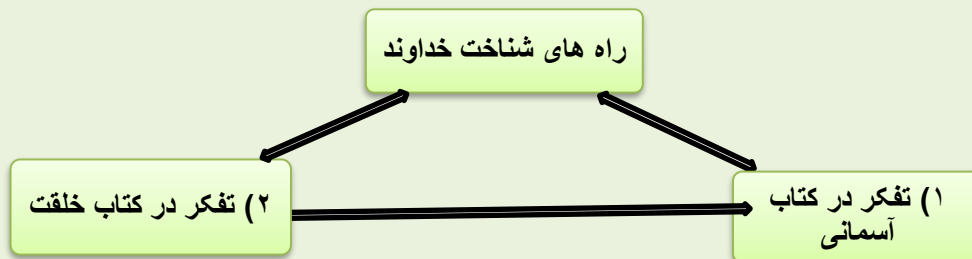 راه های شناخت خداوند
۱) تفکر در کتاب
آسمانی
۲) تفکر در کتاب خلقت